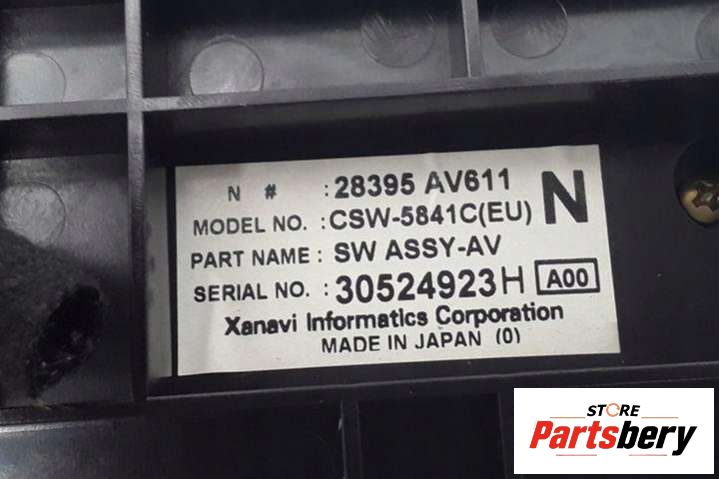 N # : 28395 AV611
N
MODEL NO. : CSW-5841C(EU)
PART NAME : SW ASSY-AV
SERIAL NO. : 30524923H A00
Xanavi Informatics Corporation
MADE IN JAPAN (0)
STORE
Partsbery